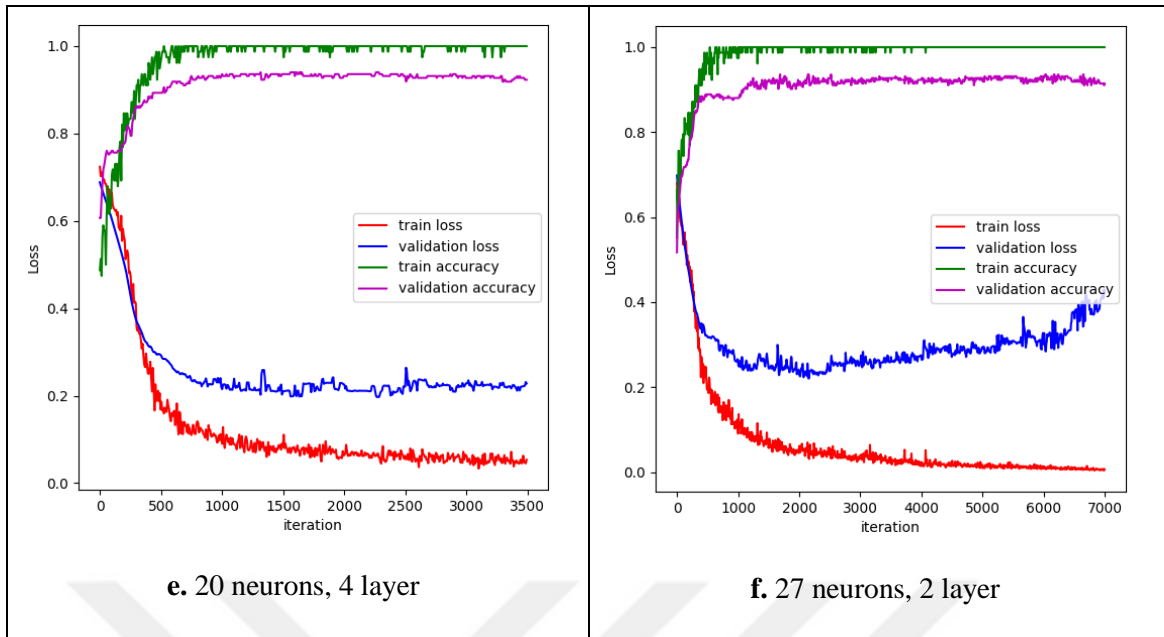 1.0
0.8
0.6
0.4
0.2
0.0
Loss
train loss
validation loss
train accuracy
validation accuracy
0 500 1000 1500 2000 2500 3000 3500
iteration
e. 20 neurons, 4 layer
1.0
0.8
0.6
0.4
0.2
0.0
Loss
train loss
validation loss
train accuracy
validation accuracy
0 1000 2000 3000 4000 5000 6000 7000
iteration
f. 27 neurons, 2 layer